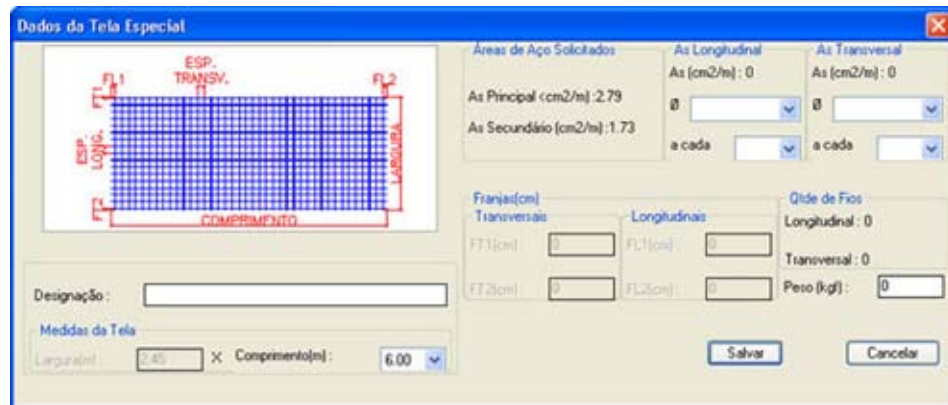 Dados da Tela Especial
ESP. TRANSV.
FL1
FL2
FT1
ESP. LONG.
FT2
LARGURA
COMPRIMENTO
Áreas de Aço Solicitados
As Principal <cm2/m) :2.79
As Secundário (cm2/m) :1.73
As Longitudinal
As (cm2/m) : 0
Ø
a cada
As Transversal
As (cm2/m) : 0
Ø
a cada
Franjas(cm)
Transversais
FT1(cm) : 0
FT2(cm) : 0
Longitudinais
FL1(cm) : 0
FL2(cm) : 0
Qtde de Fios
Longitudinal : 0
Transversal : 0
Peso (kgf) : 0
Designação :
Medidas da Tela
Largura(m) : 2.45 X Comprimento(m) : 6.00
Salvar
Cancelar